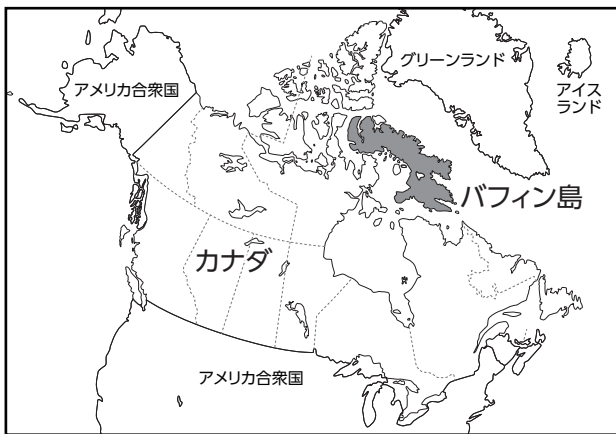 グリーンランド
アメリカ合衆国
アイス
ランド
バフィン島
カナダ
アメリカ合衆国